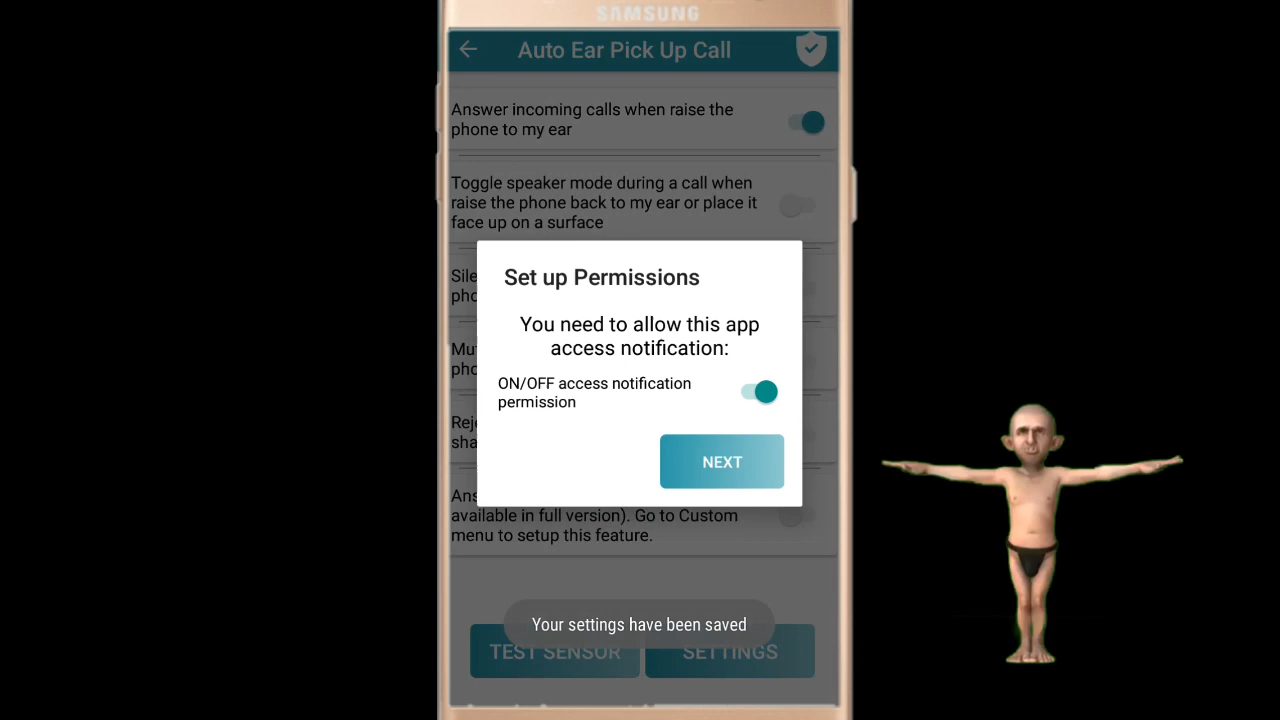 SAMSUNG
Auto Ear Pick Up Call
Answer incoming calls when raise the
phone to my ear
Toggle speaker mode during a call when
raise the phone back to my ear or place it
face up on a surface
Set up Permissions
You need to allow this app
access notification:
ON/OFF access notification
permission
NEXT
available in full version). Go to Custom
menu to setup this feature.
Your settings have been saved
TEST SENSOR
SETTINGS